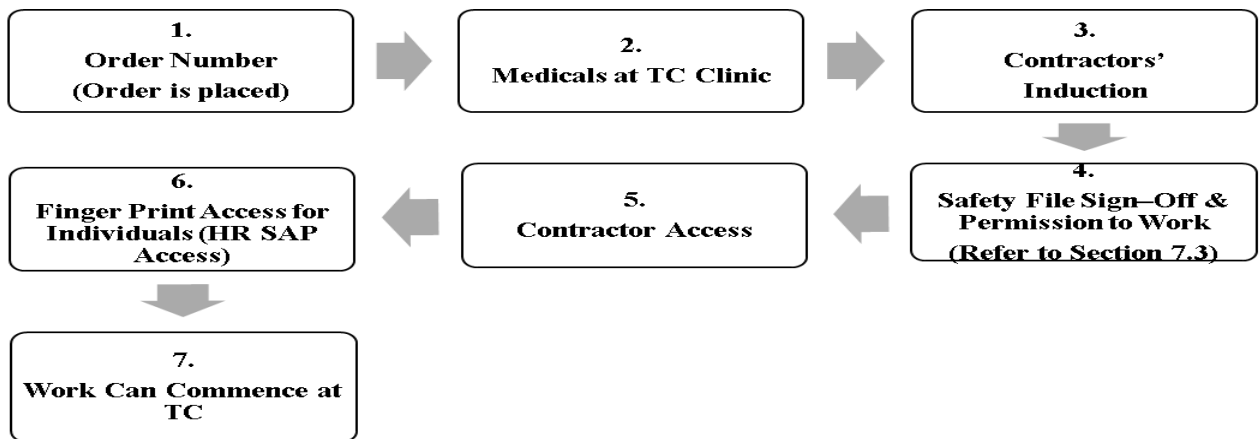 1.
Order Number
(Order is placed)
2.
Medicals at TC Clinic
3.
Contractors’
Induction
4.
Safety File Sign–Off &
Permission to Work
(Refer to Section 7.3)
5.
Contractor Access
6.
Finger Print Access for
Individuals (HR SAP
Access)
7.
Work Can Commence at
TC